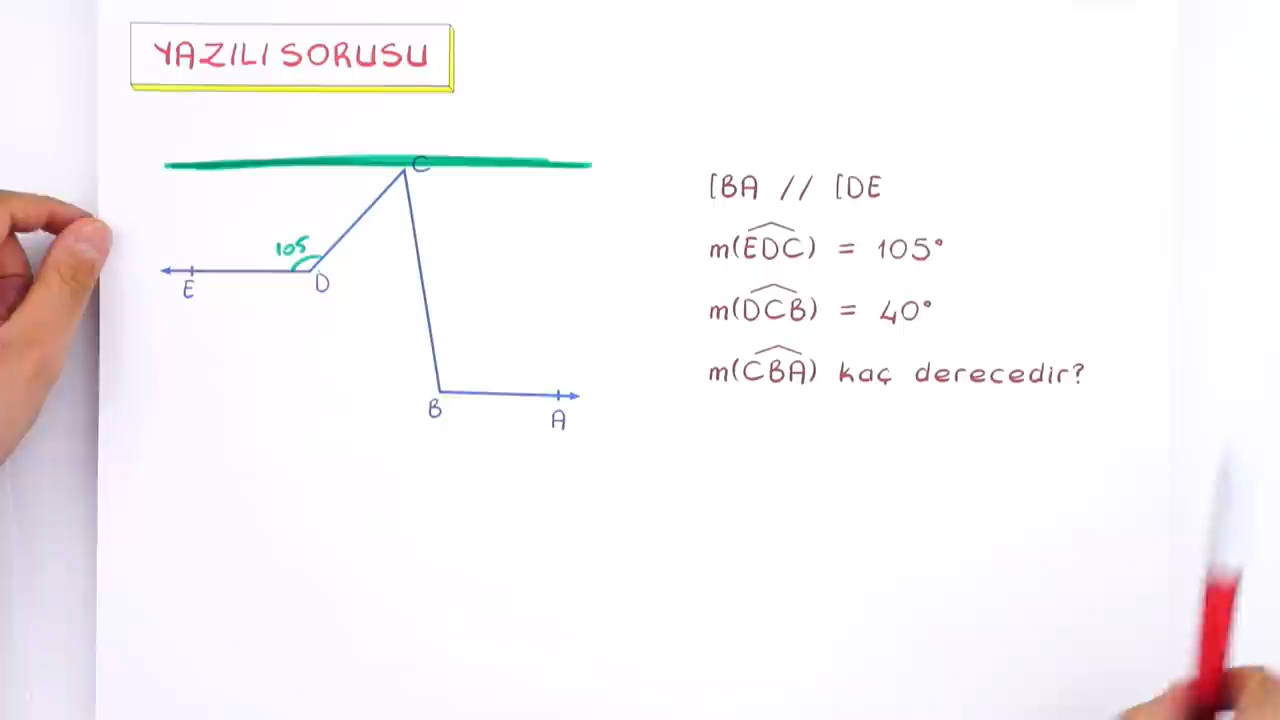 YAZILI SORUSU
C
105
D
E
B
A
[BA // [DE
m(EDC) = 105°
m(DCB) = 40°
m(CBA) kaç derecedir?